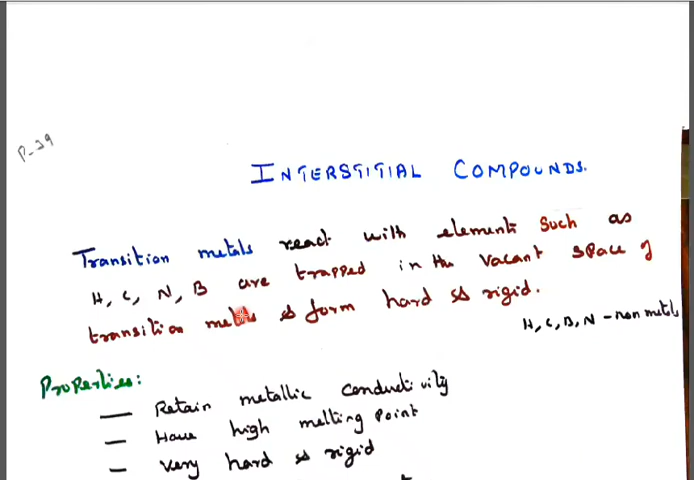 P-39
INTERSTITIAL COMPOUNDS.
Transition metals react with elements such as
H, C, N, B are trapped in the vacant space of
transition metals & form hard & rigid.
H, C, B, N - non metals
Properties:
— Retain metallic conductivity
— Have high melting point
— Very hard & rigid